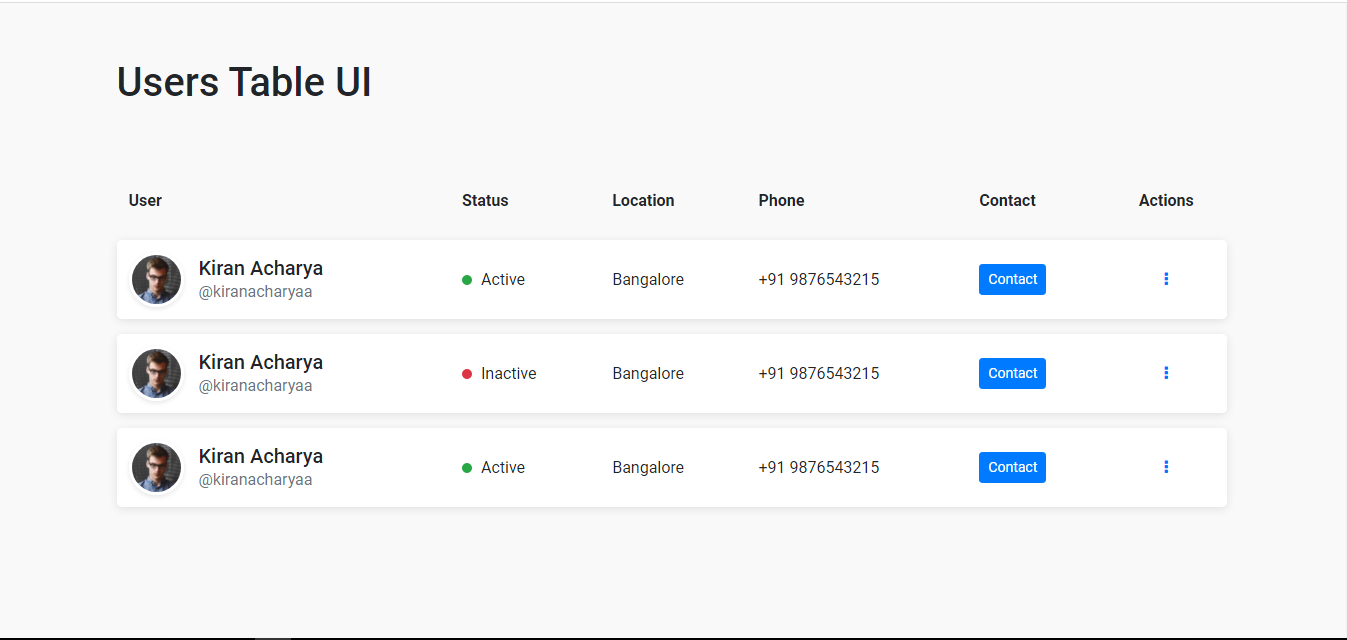 Users Table UI
User Status Location Phone Contact Actions
Kiran Acharya
@kiranacharyaa
Active Bangalore +91 9876543215 Contact
Kiran Acharya
@kiranacharyaa
Inactive Bangalore +91 9876543215 Contact
Kiran Acharya
@kiranacharyaa
Active Bangalore +91 9876543215 Contact